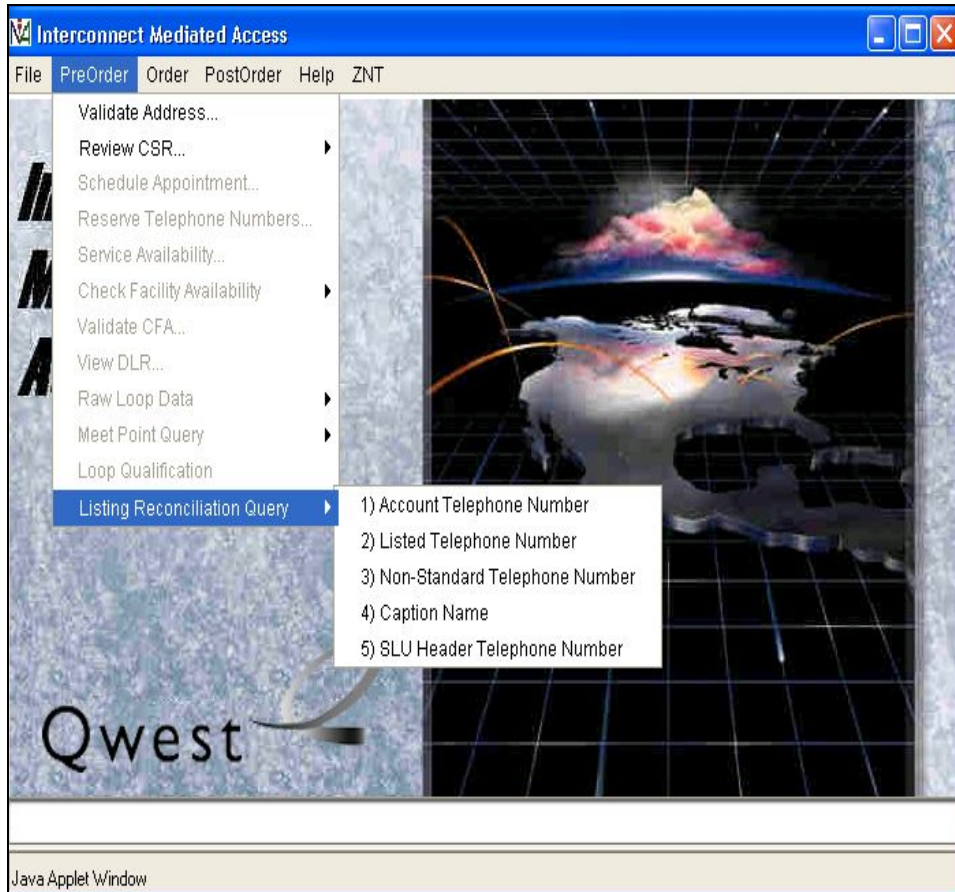 Interconnect Mediated Access
File PreOrder Order PostOrder Help ZNT
Validate Address...
Review CSR...
Schedule Appointment...
Reserve Telephone Numbers...
Service Availability...
Check Facility Availability
Validate CFA...
View DLR...
Raw Loop Data
Meet Point Query
Loop Qualification
Listing Reconciliation Query
1) Account Telephone Number
2) Listed Telephone Number
3) Non-Standard Telephone Number
4) Caption Name
5) SLU Header Telephone Number
Qwest
Java Applet Window